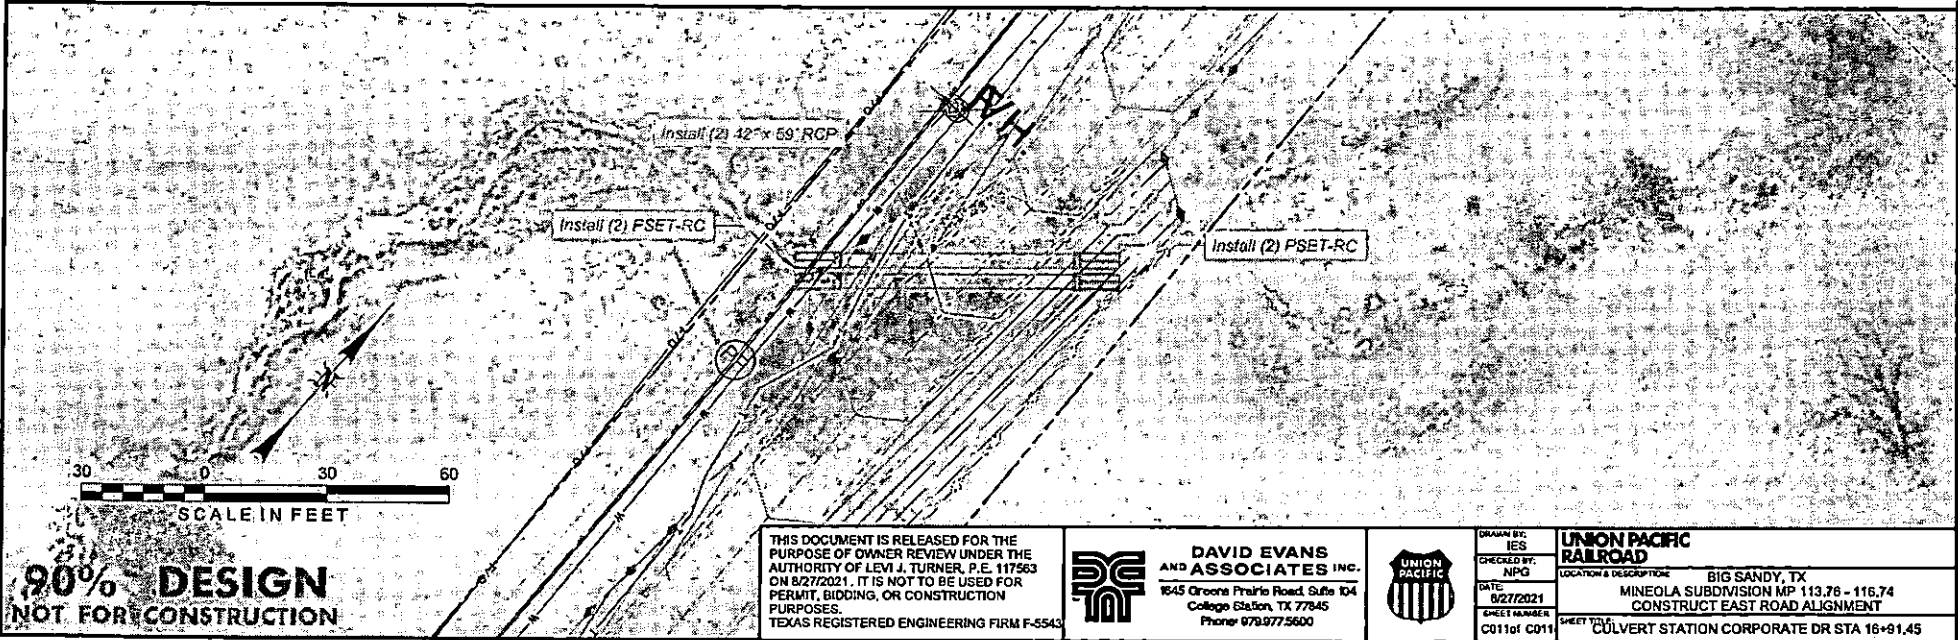 Install (2) 42" x 59' RCP
Install (2) PSET-RC
Install (2) PSET-RC
N
30 0 30 60
SCALE IN FEET
90% DESIGN
NOT FOR CONSTRUCTION
THIS DOCUMENT IS RELEASED FOR THE
PURPOSE OF OWNER REVIEW UNDER THE
AUTHORITY OF LEVI J. TURNER, P.E. 117563
ON 8/27/2021. IT IS NOT TO BE USED FOR
PERMIT, BIDDING, OR CONSTRUCTION
PURPOSES.
TEXAS REGISTERED ENGINEERING FIRM F-5543
DAVID EVANS
AND ASSOCIATES INC.
1645 Greens Prairie Road, Suite 104
College Station, TX 77845
Phone: 979.977.5600
UNION
PACIFIC
DRAWN BY:
IES
CHECKED BY:
NPG
DATE:
8/27/2021
SHEET NUMBER
C011 of C011
UNION PACIFIC
RAILROAD
LOCATION & DESCRIPTION
BIG SANDY, TX
MINEOLA SUBDIVISION MP 113.76 - 116.74
CONSTRUCT EAST ROAD ALIGNMENT
SHEET TITLE:
CULVERT STATION CORPORATE DR STA 16+91.45